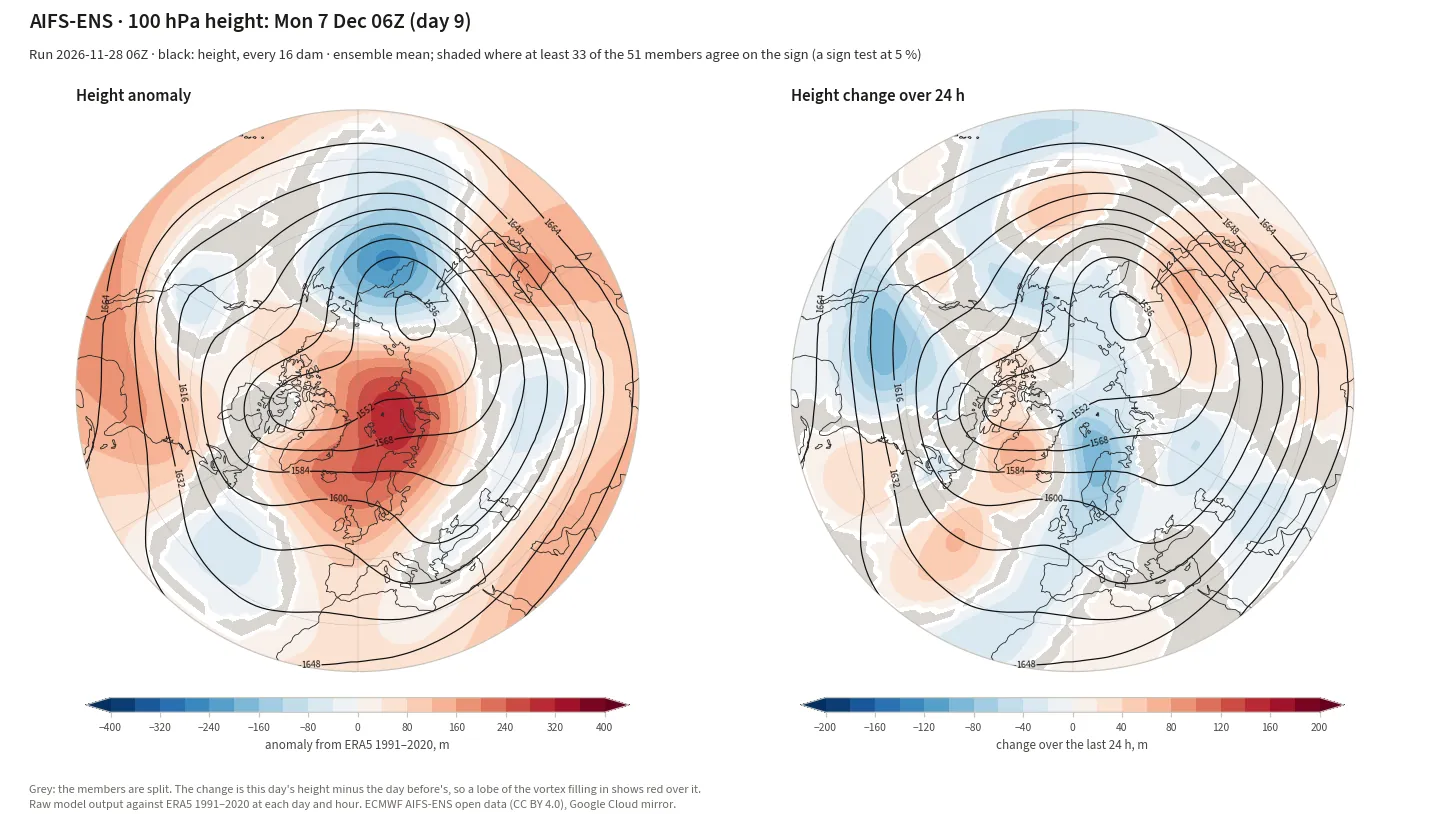 AIFS-ENS · 100 hPa height: Mon 7 Dec 06Z (day 9)
Run 2026-11-28 06Z · black: height, every 16 dam · ensemble mean; shaded where at least 33 of the 51 members agree on the sign (a sign test at 5 %)
Height anomaly
Height change over 24 h
1648
1664
1664
1536
1616
1552
1568
1584
1632
1600
1648
1648
1664
1664
1536
1616
1552
1568
1584
1632
1600
1648
−400 −320 −240 −160 −80 0 80 160 240 320 400
anomaly from ERA5 1991–2020, m
−200 −160 −120 −80 −40 0 40 80 120 160 200
change over the last 24 h, m
Grey: the members are split. The change is this day's height minus the day before's, so a lobe of the vortex filling in shows red over it.
Raw model output against ERA5 1991–2020 at each day and hour. ECMWF AIFS-ENS open data (CC BY 4.0), Google Cloud mirror.